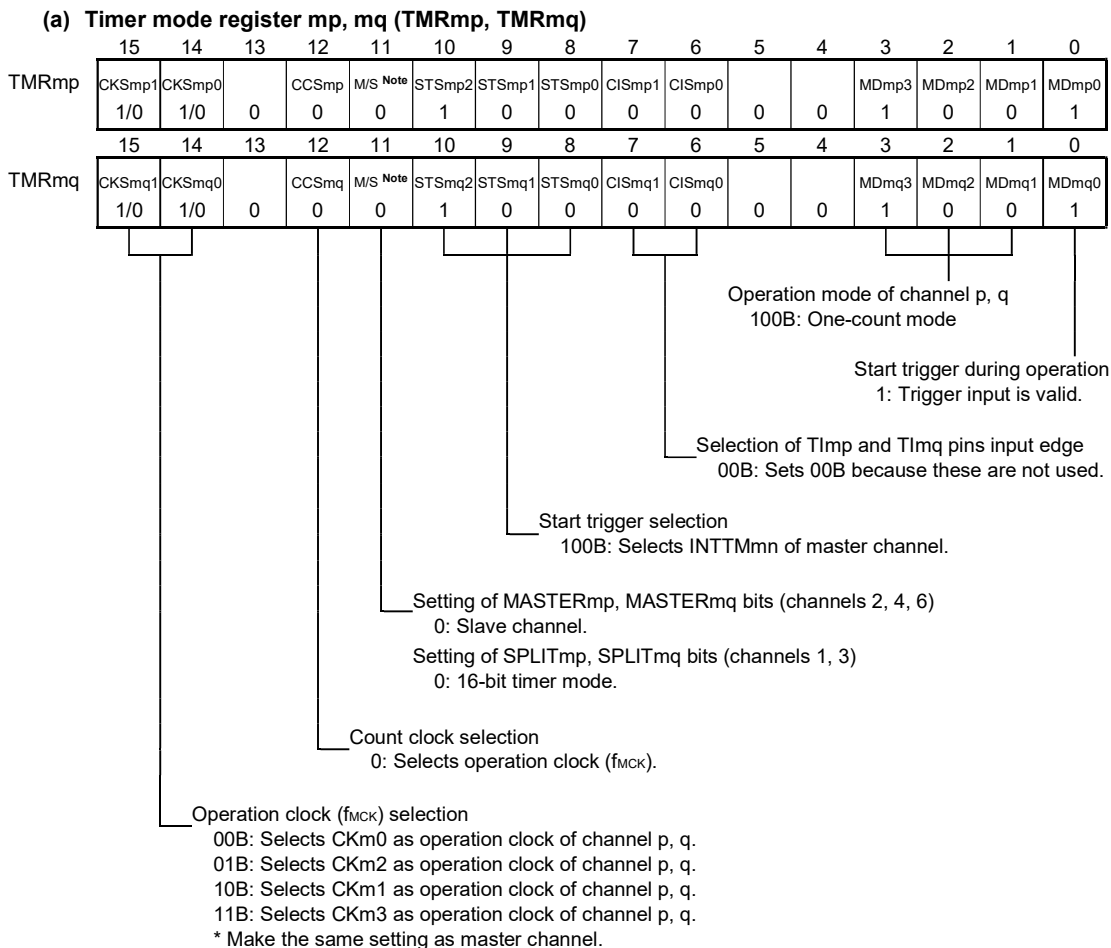 (a) Timer mode register mp, mq (TMRmp, TMRmq)
15 14 13 12 11 10 9 8 7 6 5 4 3 2 1 0
TMRmp CKSmp1 CKSmp0 CCSmp M/S Note STSmp2 STSmp1 STSmp0 CISmp1 CISmp0 MDmp3 MDmp2 MDmp1 MDmp0
1/0 1/0 0 0 0 1 0 0 0 0 0 0 1 0 0 1
15 14 13 12 11 10 9 8 7 6 5 4 3 2 1 0
TMRmq CKSmq1 CKSmq0 CCSmq M/S Note STSmq2 STSmq1 STSmq0 CISmq1 CISmq0 MDmq3 MDmq2 MDmq1 MDmq0
1/0 1/0 0 0 0 1 0 0 0 0 0 0 1 0 0 1
Operation mode of channel p, q
100B: One-count mode
Start trigger during operation
1: Trigger input is valid.
Selection of TImp and TImq pins input edge
00B: Sets 00B because these are not used.
Start trigger selection
100B: Selects INTTMmn of master channel.
Setting of MASTERmp, MASTERmq bits (channels 2, 4, 6)
0: Slave channel.
Setting of SPLITmp, SPLITmq bits (channels 1, 3)
0: 16-bit timer mode.
Count clock selection
0: Selects operation clock (fMCK).
Operation clock (fMCK) selection
00B: Selects CKm0 as operation clock of channel p, q.
01B: Selects CKm2 as operation clock of channel p, q.
10B: Selects CKm1 as operation clock of channel p, q.
11B: Selects CKm3 as operation clock of channel p, q.
* Make the same setting as master channel.